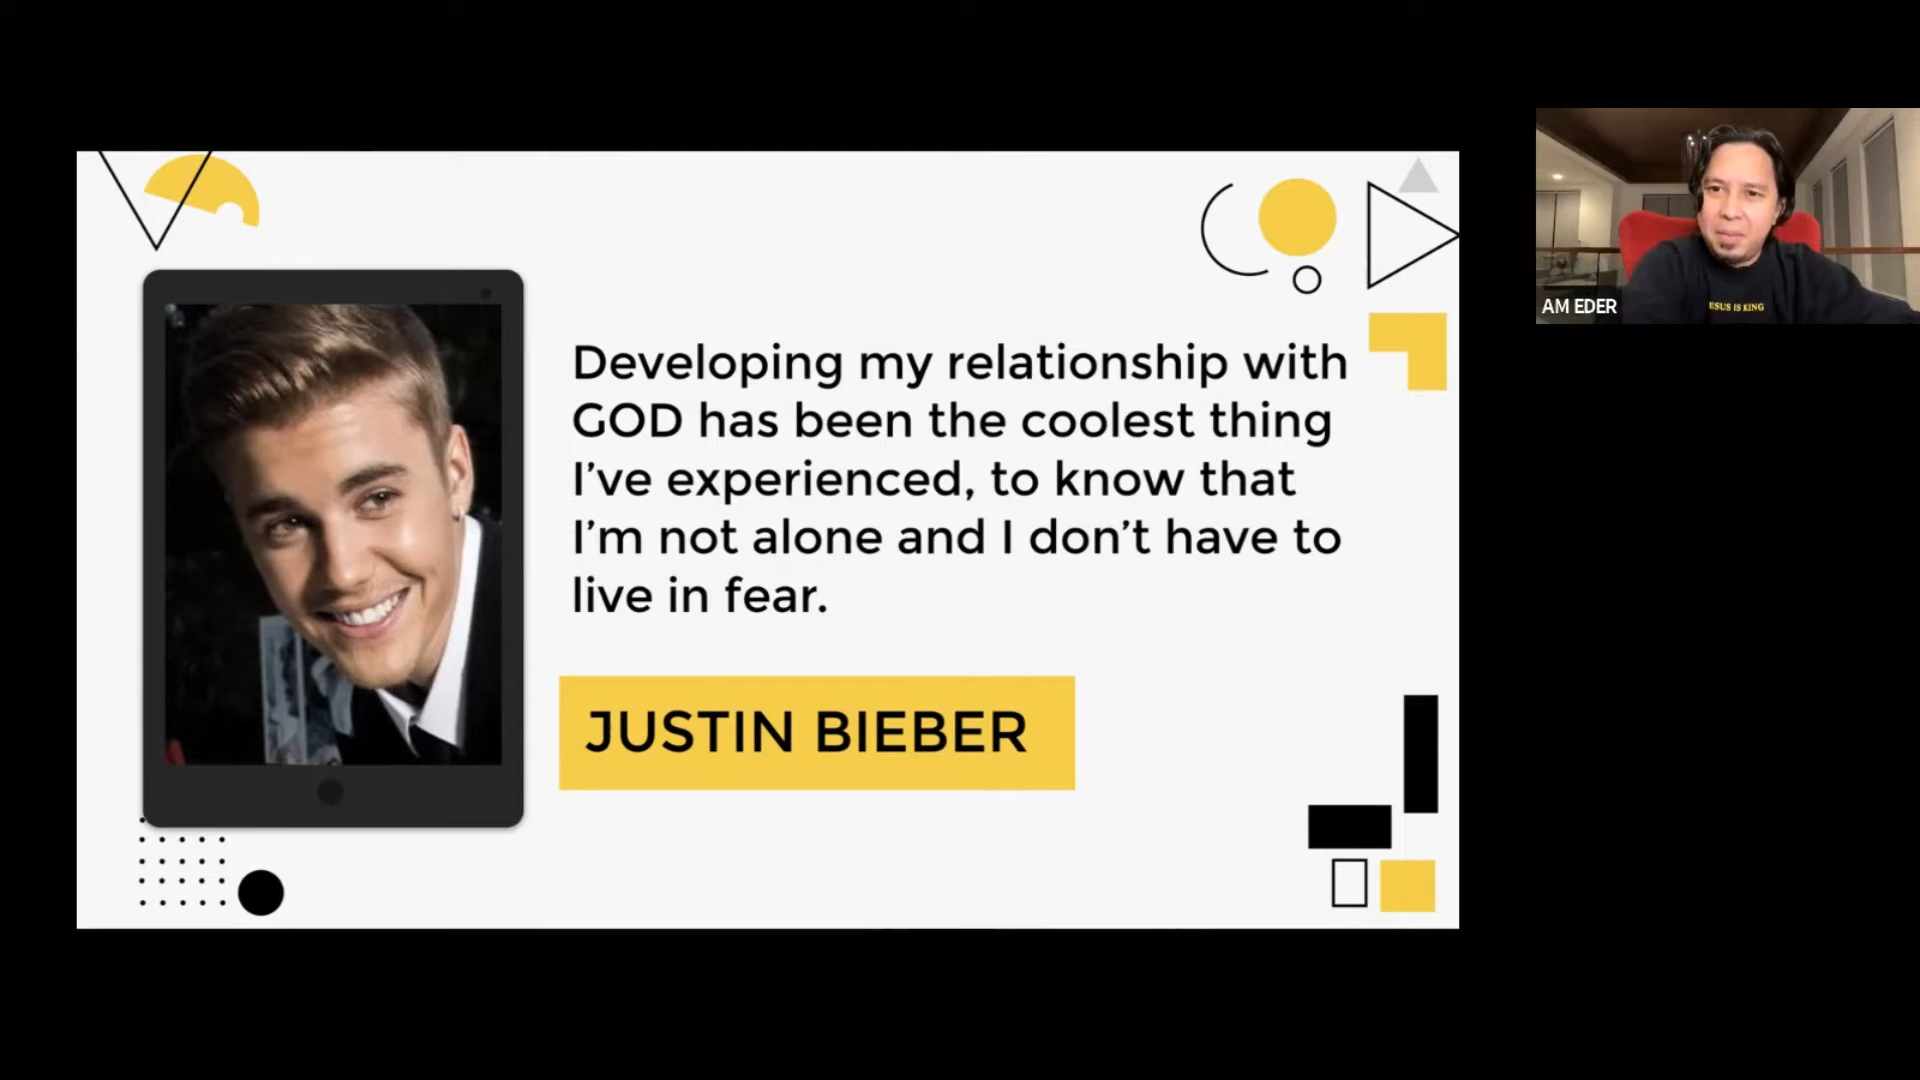 Developing my relationship with
GOD has been the coolest thing
I've experienced, to know that
I'm not alone and I don't have to
live in fear.
JUSTIN BIEBER
ESUS IS KING
AM EDER